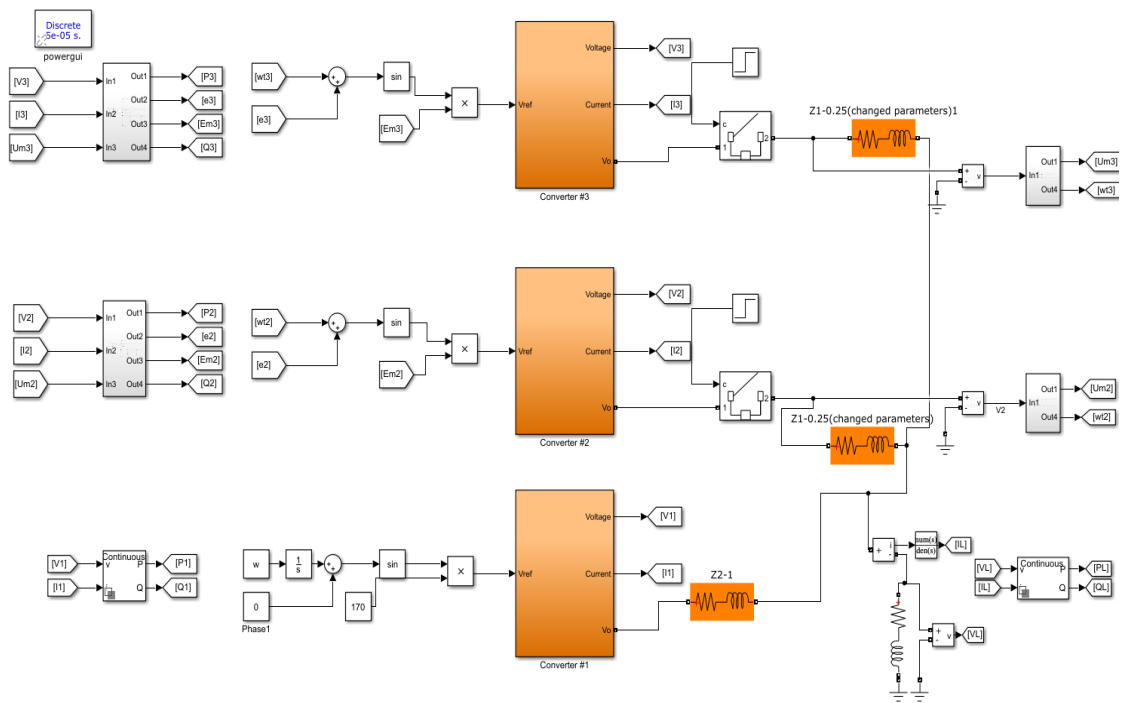 Discrete
5e-05 s.
powergui
[V3]
[I3]
[Um3]
In1
In2
In3
Out1
Out2
Out3
Out4
[P3]
[e3]
[Em3]
[Q3]
[wt3]
[e3]
sin
[Em3]
×
Vref
Voltage
Current
Vo
Converter #3
[V3]
[I3]
c
1
2
Z1-0.25(changed parameters)1
+
-
v
In1
Out1
Out4
[Um3]
[wt3]
[V2]
[I2]
[Um2]
In1
In2
In3
Out1
Out2
Out3
Out4
[P2]
[e2]
[Em2]
[Q2]
[wt2]
[e2]
sin
[Em2]
×
Vref
Voltage
Current
Vo
Converter #2
[V2]
[I2]
c
1
2
Z1-0.25(changed parameters)
+
-
v
V2
In1
Out1
Out4
[Um2]
[wt2]
[V1]
[I1]
Continuous
v
P
Q
[P1]
[Q1]
w
1
s
0
Phase1
sin
170
×
Vref
Voltage
Current
Vo
Converter #1
[V1]
[I1]
Z2-1
+
i
-
num(s)
den(s)
[IL]
+
-
v
[VL]
[VL]
[IL]
Continuous
P
Q
[PL]
[QL]